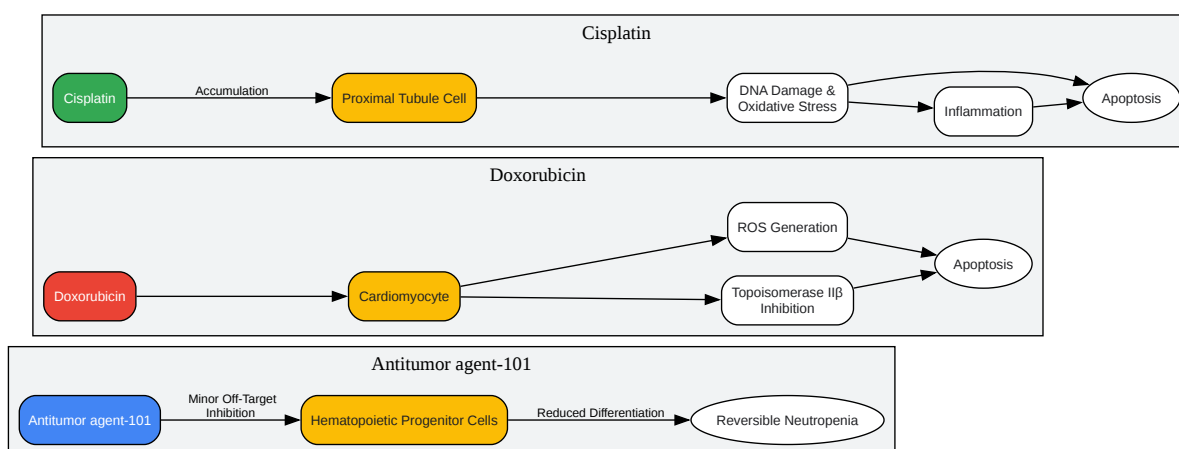 Cisplatin
Cisplatin
Accumulation
Proximal Tubule Cell
DNA Damage &
Oxidative Stress
Inflammation
Apoptosis
Doxorubicin
Doxorubicin
Cardiomyocyte
ROS Generation
Topoisomerase IIβ
Inhibition
Apoptosis
Antitumor agent-101
Antitumor agent-101
Minor Off-Target
Inhibition
Hematopoietic Progenitor Cells
Reduced Differentiation
Reversible Neutropenia